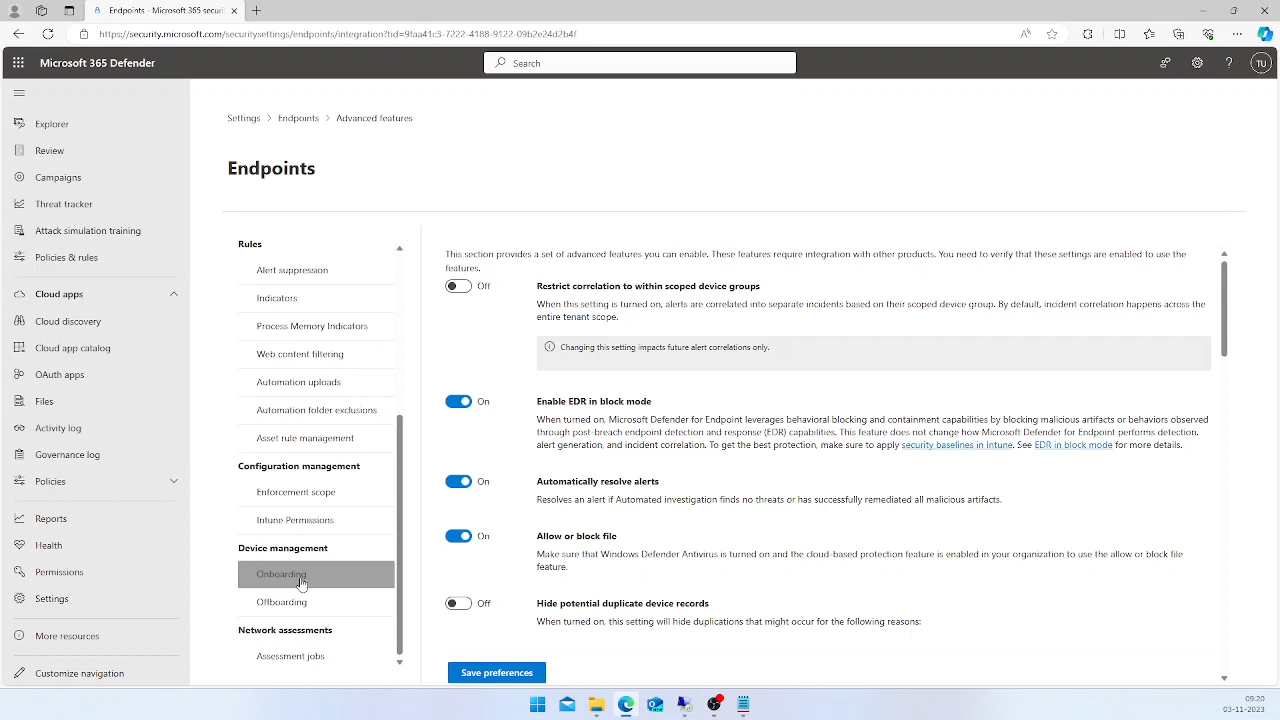 Endpoints - Microsoft 365 securi
https://security.microsoft.com/securitysettings/endpoints/integration?tid=9faa41c3-7222-4188-9122-09b2e24d2b4f
Microsoft 365 Defender
Search
TU
Explorer
Review
Campaigns
Threat tracker
Attack simulation training
Policies & rules
Cloud apps
Cloud discovery
Cloud app catalog
OAuth apps
Files
Activity log
Governance log
Policies
Reports
Health
Permissions
Settings
More resources
Customize navigation
Settings > Endpoints > Advanced features
Endpoints
Rules
Alert suppression
Indicators
Process Memory Indicators
Web content filtering
Automation uploads
Automation folder exclusions
Asset rule management
Configuration management
Enforcement scope
Intune Permissions
Device management
Onboarding
Offboarding
Network assessments
Assessment jobs
This section provides a set of advanced features you can enable. These features require integration with other products. You need to verify that these settings are enabled to use the
features.
Off Restrict correlation to within scoped device groups
When this setting is turned on, alerts are correlated into separate incidents based on their scoped device group. By default, incident correlation happens across the
entire tenant scope.
Changing this setting impacts future alert correlations only.
On Enable EDR in block mode
When turned on, Microsoft Defender for Endpoint leverages behavioral blocking and containment capabilities by blocking malicious artifacts or behaviors observed
through post-breach endpoint detection and response (EDR) capabilities. This feature does not change how Microsoft Defender for Endpoint performs detection,
alert generation, and incident correlation. To get the best protection, make sure to apply security baselines in Intune. See EDR in block mode for more details.
On Automatically resolve alerts
Resolves an alert if Automated investigation finds no threats or has successfully remediated all malicious artifacts.
On Allow or block file
Make sure that Windows Defender Antivirus is turned on and the cloud-based protection feature is enabled in your organization to use the allow or block file
feature.
Off Hide potential duplicate device records
When turned on, this setting will hide duplications that might occur for the following reasons:
Save preferences
09:20
03-11-2023